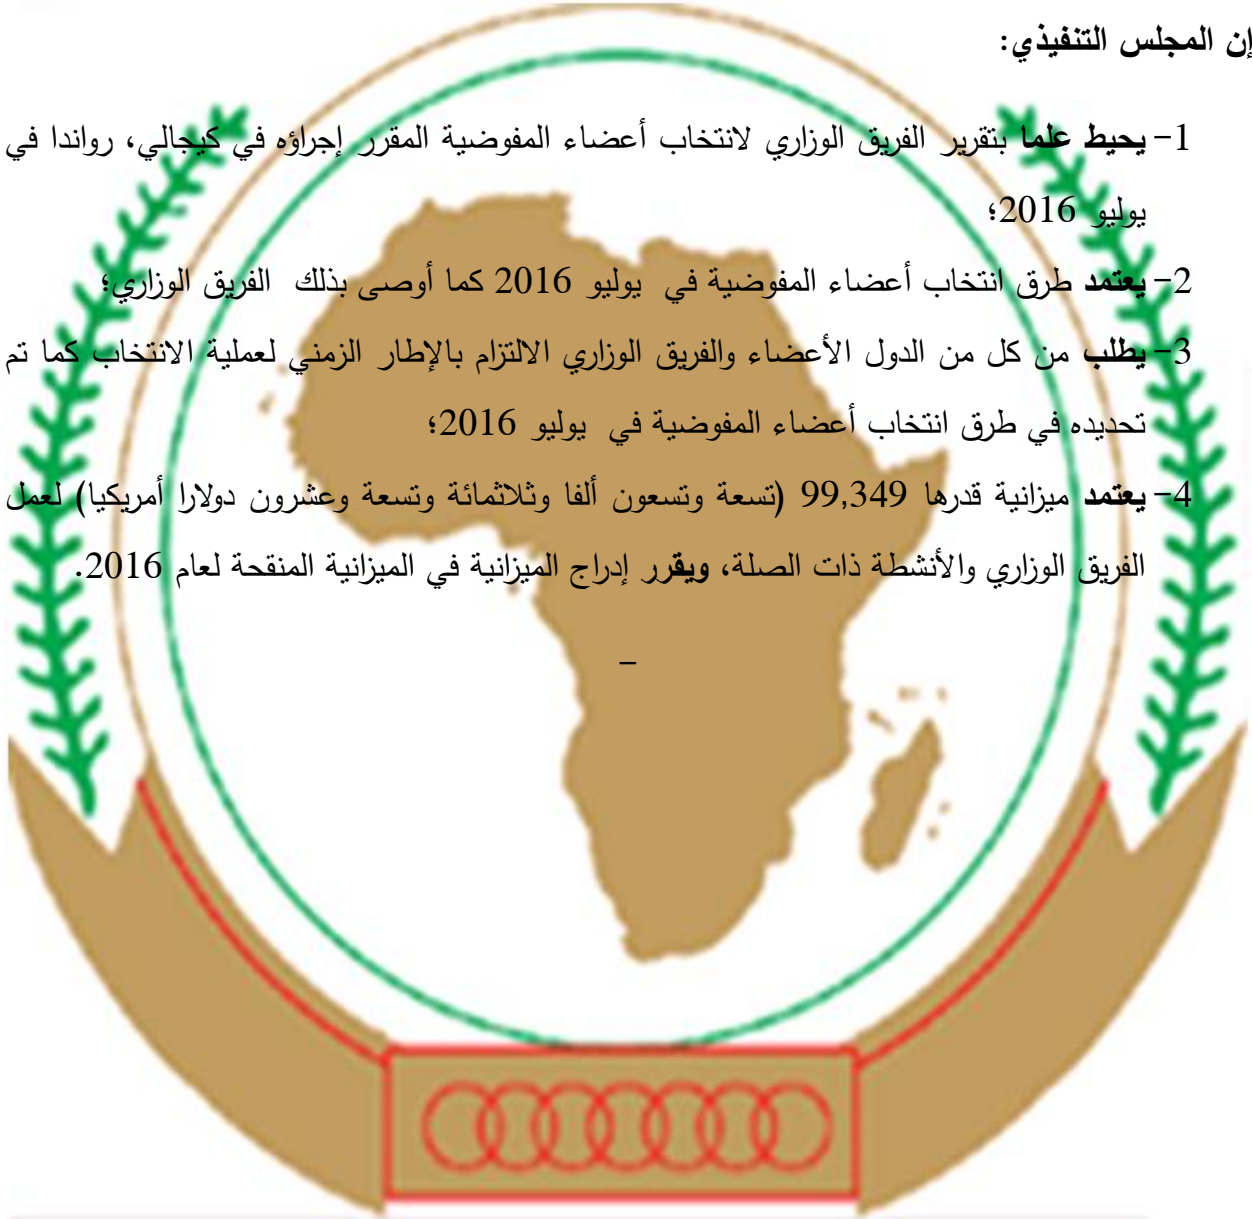 إن المجلس التنفيذي:
1- يحيط علما بتقرير الفريق الوزاري لانتخاب أعضاء المفوضية المقرر إجراؤه في كيجالي، رواندا في
يوليو 2016؛
2- يعتمد طرق انتخاب أعضاء المفوضية في يوليو 2016 كما أوصى بذلك الفريق الوزاري؛
3- يطلب من كل من الدول الأعضاء والفريق الوزاري الالتزام بالإطار الزمني لعملية الانتخاب كما تم
تحديده في طرق انتخاب أعضاء المفوضية في يوليو 2016؛
4- يعتمد ميزانية قدرها 99,349 (تسعة وتسعون ألفا وثلاثمائة وتسعة وعشرون دولارا أمريكيا) لعمل
الفريق الوزاري والأنشطة ذات الصلة، ويقرر إدراج الميزانية في الميزانية المنقحة لعام 2016.
–